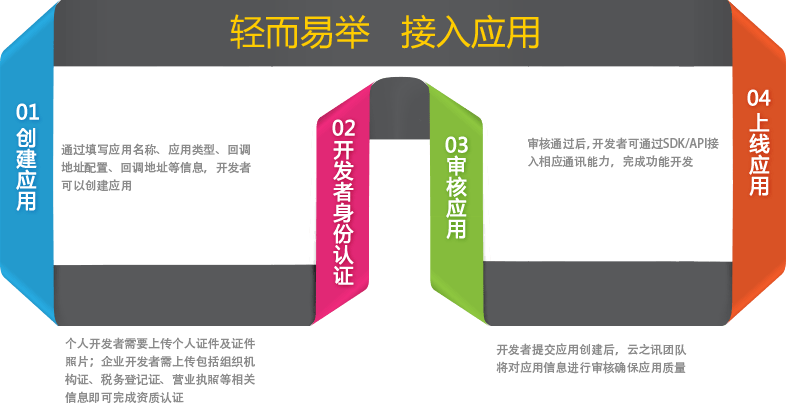 轻而易举 接入应用
01
创建应用
通过填写应用名称、应用类型、回调
地址配置、回调地址等信息，开发者
可以创建应用
02
开发者身份认证
个人开发者需要上传个人证件及证件
照片；企业开发者需上传包括组织机
构证、税务登记证、营业执照等相关
信息即可完成资质认证
03
审核应用
开发者提交应用创建后，云之讯团队
将对应用信息进行审核确保应用质量
04
上线应用
审核通过后，开发者可通过SDK/API接
入相应通讯能力，完成功能开发